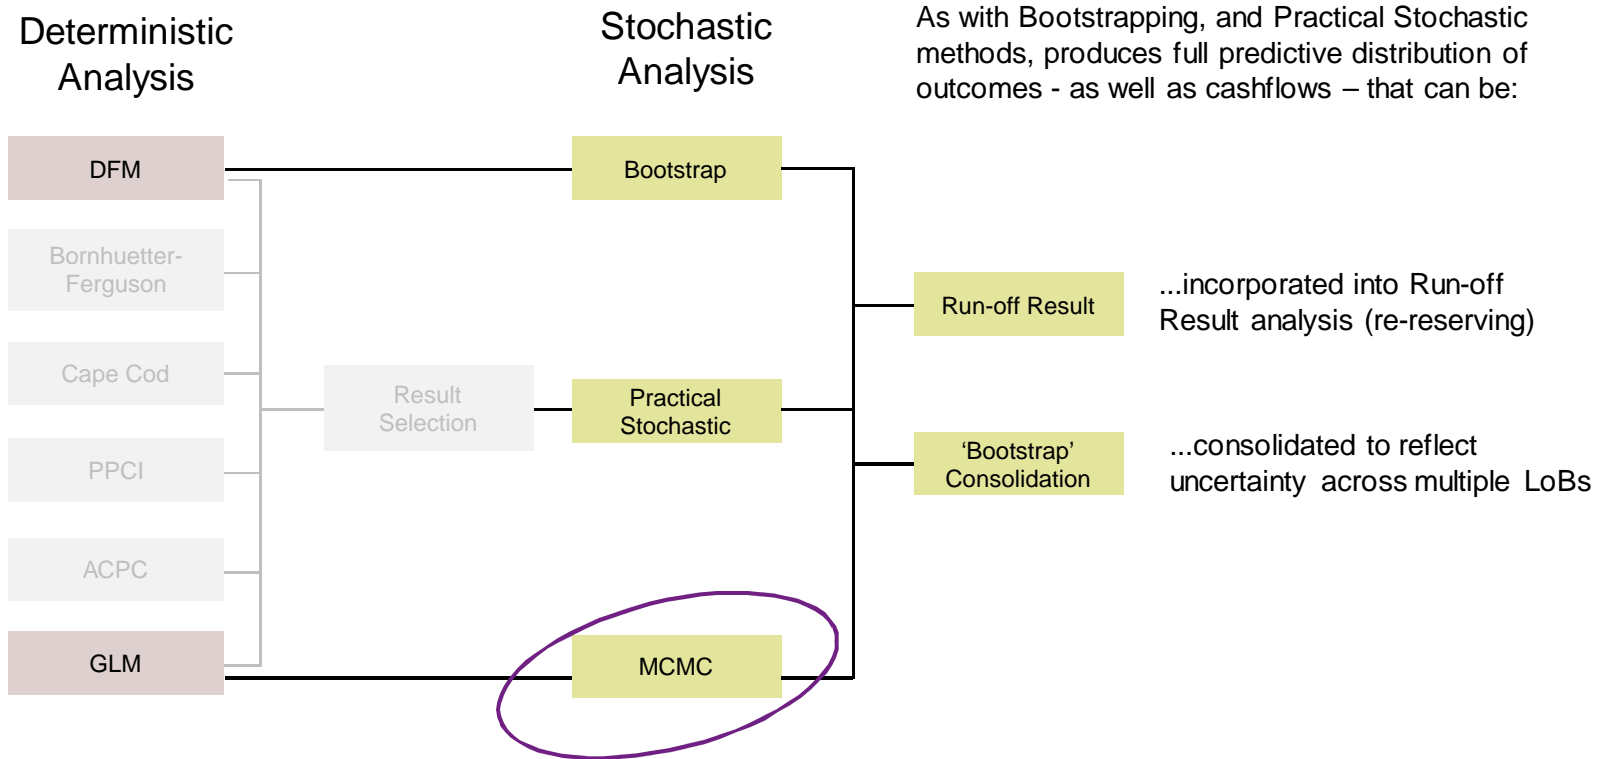 Deterministic
Analysis
Stochastic
Analysis
As with Bootstrapping, and Practical Stochastic
methods, produces full predictive distribution of
outcomes - as well as cashflows – that can be:
DFM
Bootstrap
Bornhuetter-
Ferguson
Run-off Result
...incorporated into Run-off
Result analysis (re-reserving)
Cape Cod
Result
Selection
Practical
Stochastic
PPCI
‘Bootstrap’
Consolidation
...consolidated to reflect
uncertainty across multiple LoBs
ACPC
GLM
MCMC